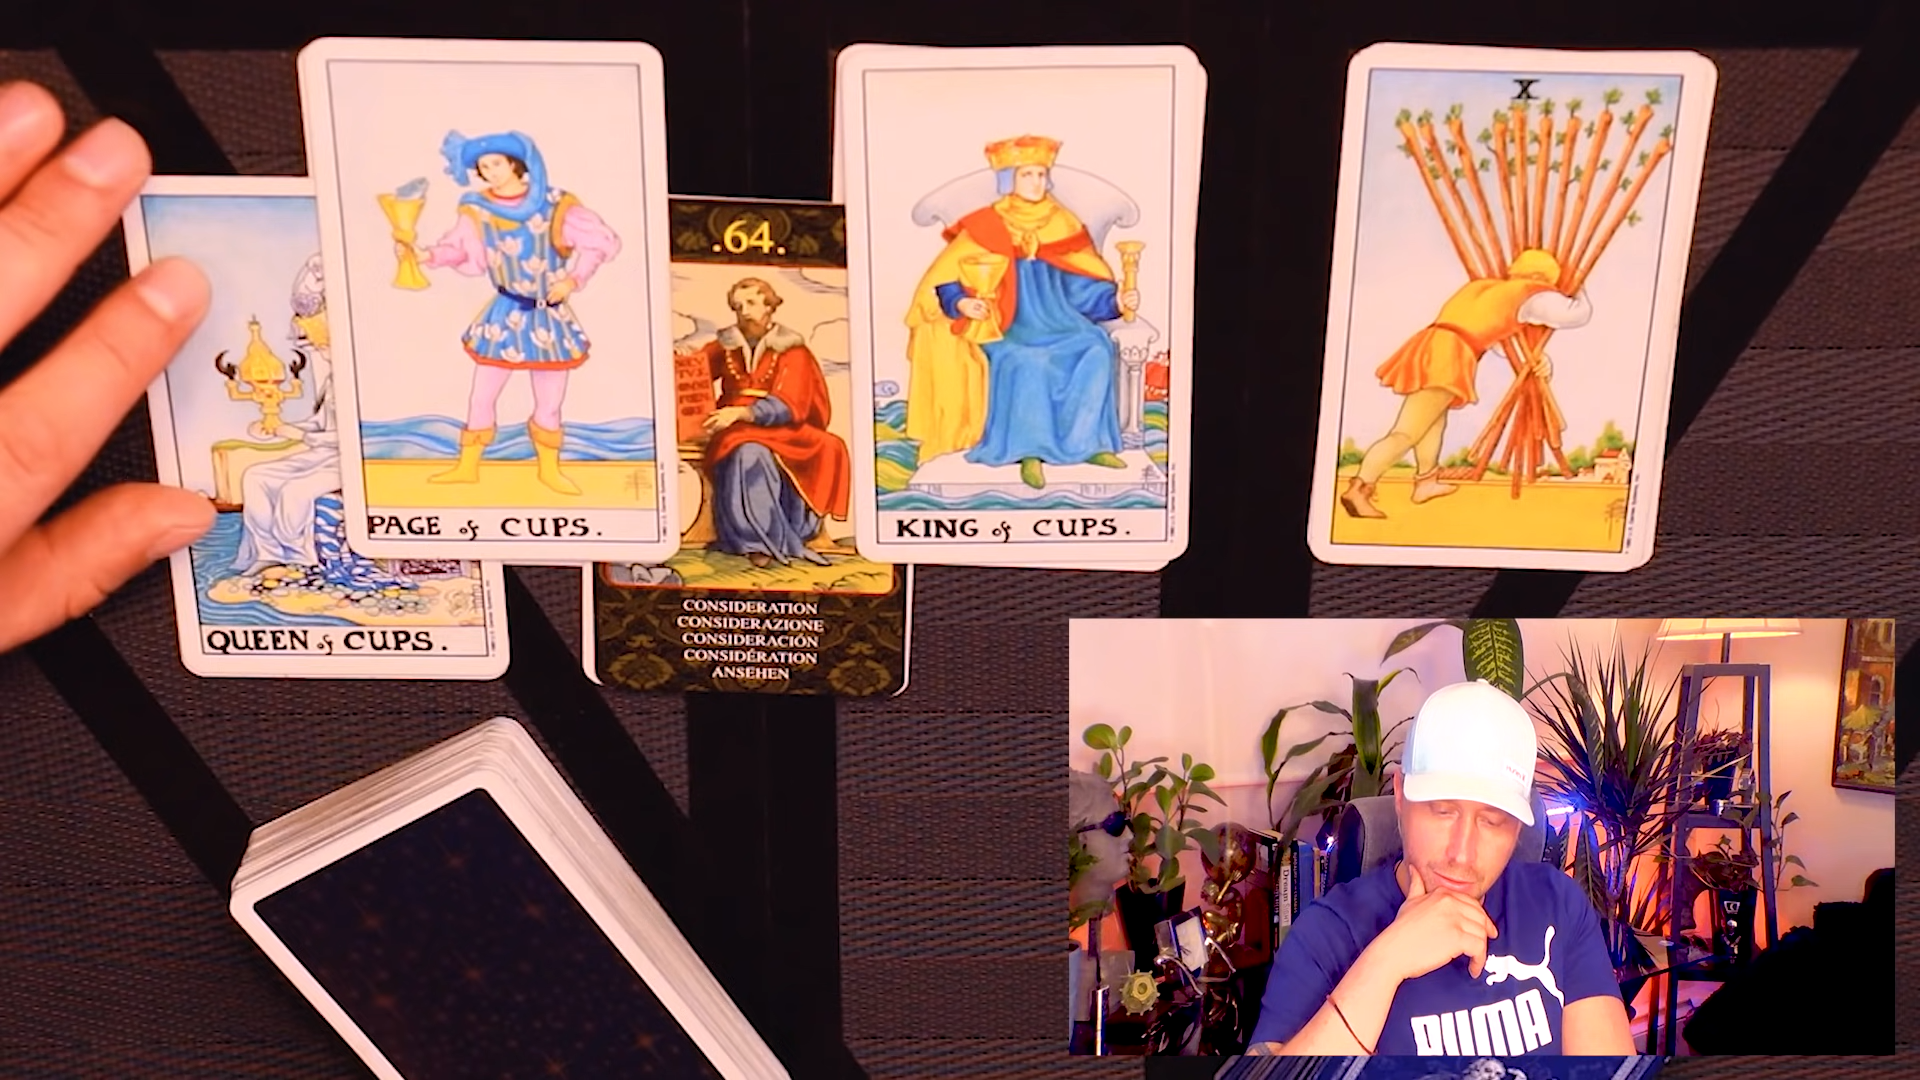 X
.64.
PAGE of CUPS.
KING of CUPS.
CONSIDERATION
CONSIDERAZIONE
CONSIDERACIÓN
CONSIDÉRATION
ANSEHEN
QUEEN of CUPS.
PUMA